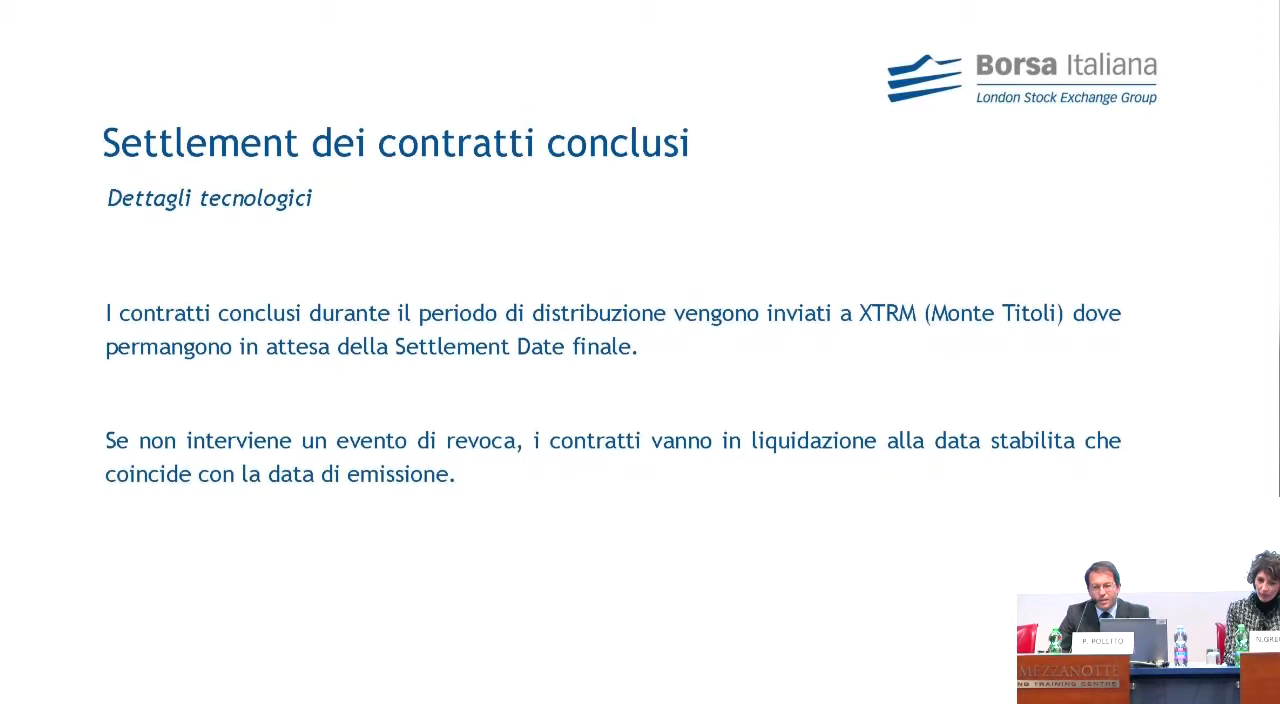 Borsa Italiana
London Stock Exchange Group
Settlement dei contratti conclusi
Dettagli tecnologici
I contratti conclusi durante il periodo di distribuzione vengono inviati a XTRM (Monte Titoli) dove
permangono in attesa della Settlement Date finale.
Se non interviene un evento di revoca, i contratti vanno in liquidazione alla data stabilita che
coincide con la data di emissione.
P. POLETTO
MEZZANOTTE
TRAINING CENTRE